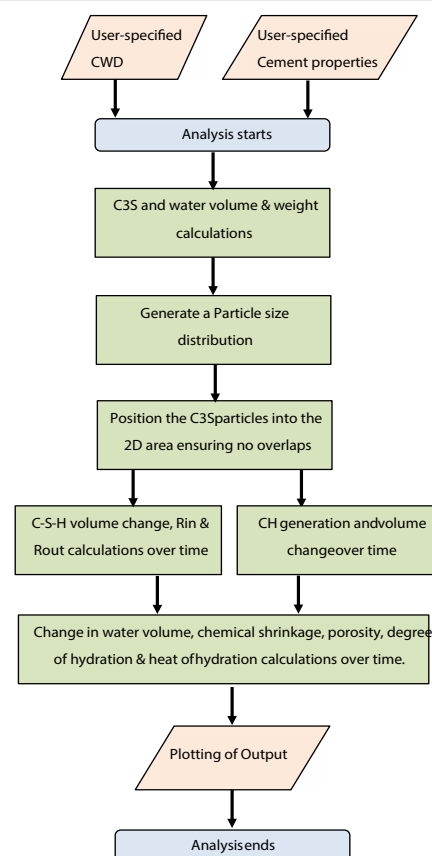 User-specified
CWD
User-specified
Cement properties
Analysis starts
C3S and water volume & weight
calculations
Generate a Particle size
distribution
Position the C3Sparticles into the
2D area ensuring no overlaps
C-S-H volume change, Rin &
Rout calculations over time
CH generation andvolume
changeover time
Change in water volume, chemical shrinkage, porosity, degree
of hydration & heat ofhydration calculations over time.
Plotting of Output
Analysisends